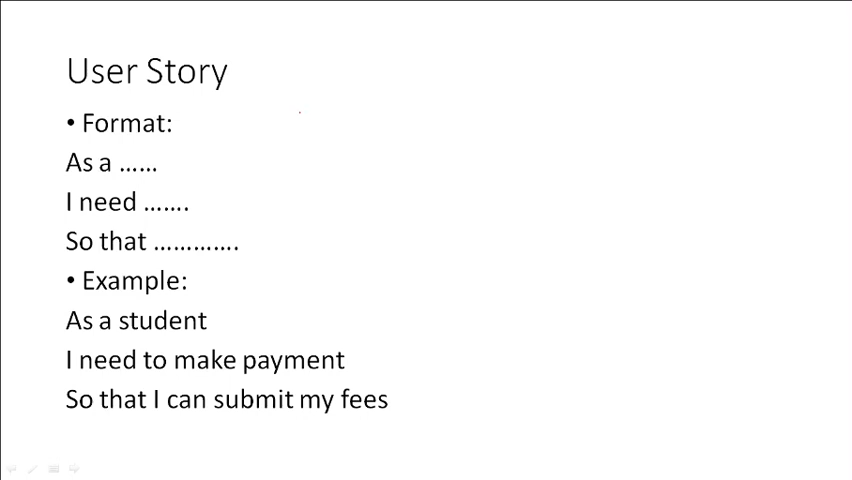 User Story
• Format:
As a ……
I need …….
So that ………….
• Example:
As a student
I need to make payment
So that I can submit my fees